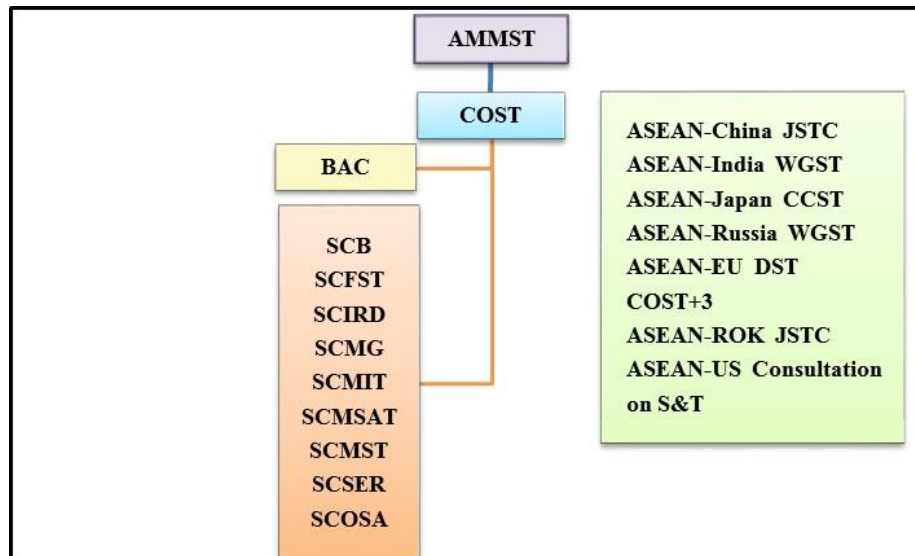 AMMST
COST
BAC
SCB
SCFST
SCIRD
SCMG
SCMIT
SCMSAT
SCMST
SCSER
SCOSA
ASEAN-China JSTC
ASEAN-India WGST
ASEAN-Japan CCST
ASEAN-Russia WGST
ASEAN-EU DST
COST+3
ASEAN-ROK JSTC
ASEAN-US Consultation
on S&T